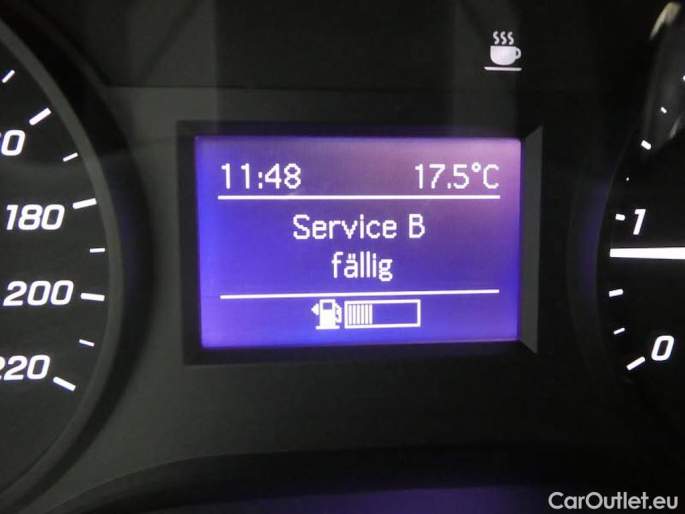 11:48 17.5°C
Service B
fällig
180
200
220
1
0
CarOutlet.eu